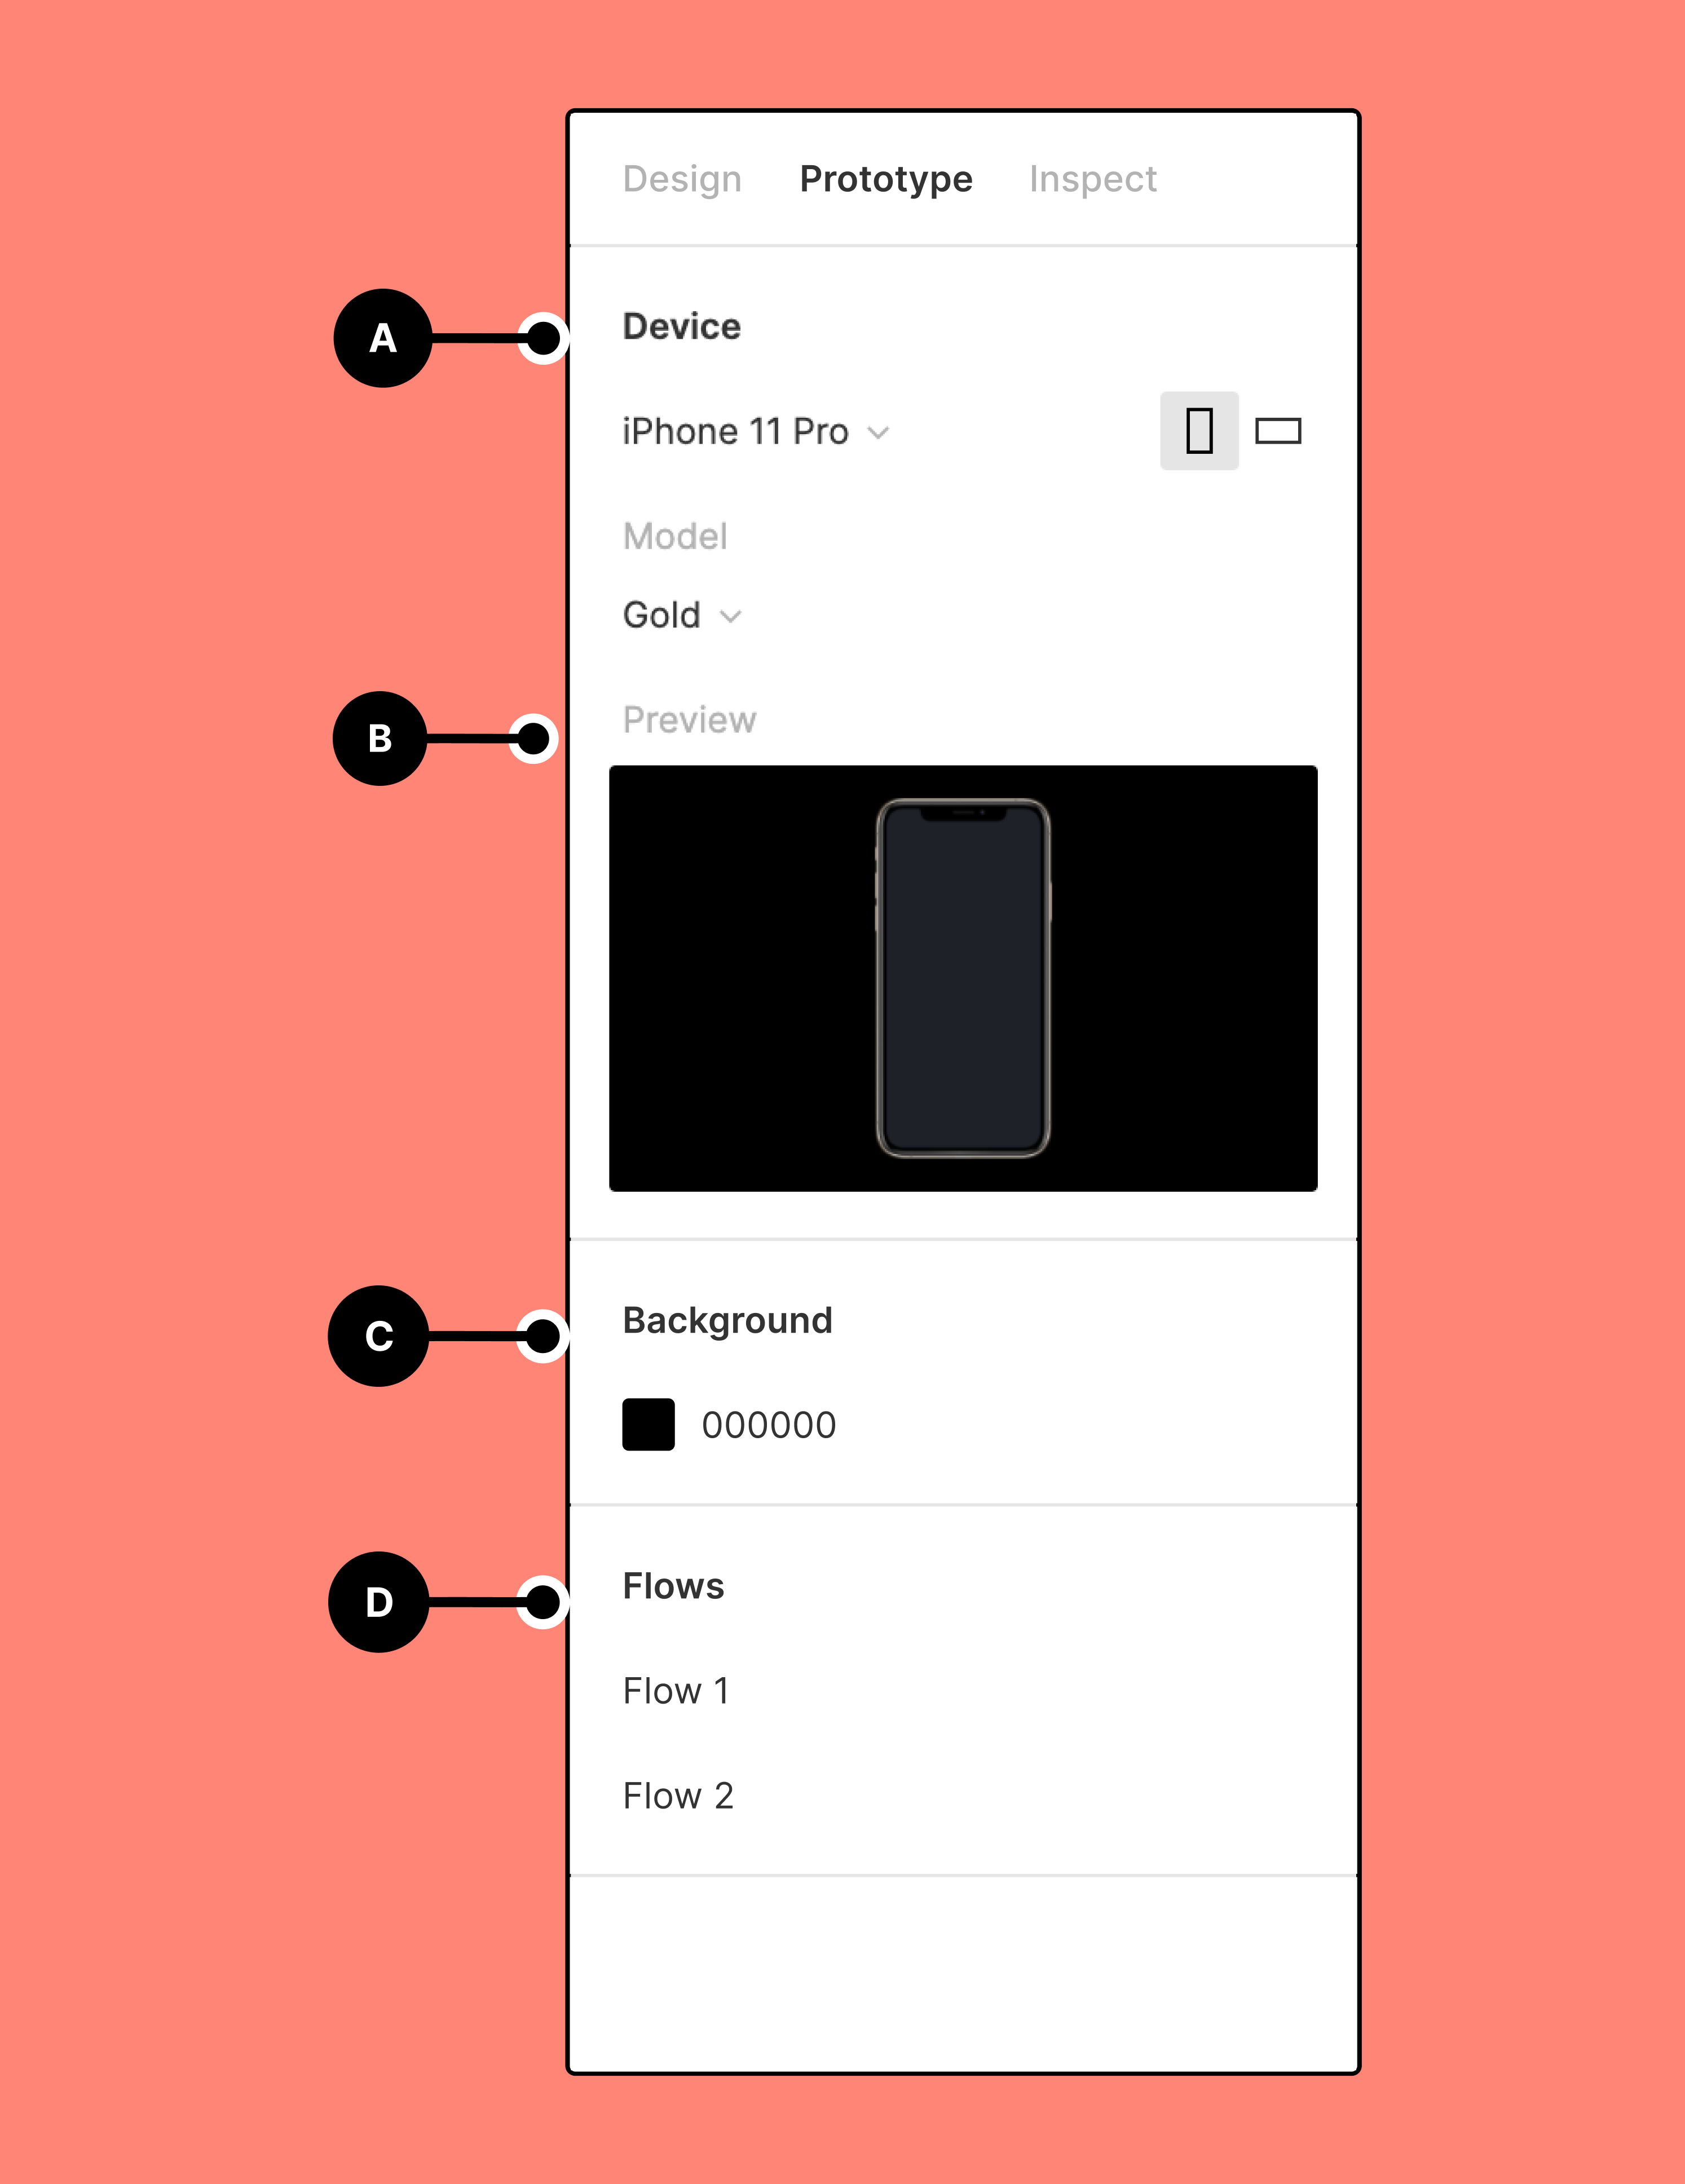 Design Prototype Inspect
A
Device
iPhone 11 Pro
Model
Gold
B
Preview
C
Background
000000
D
Flows
Flow 1
Flow 2